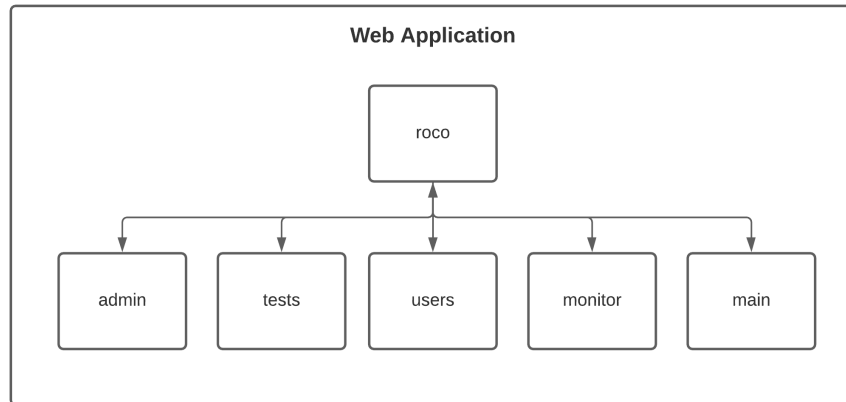 Web Application
roco
admin
tests
users
monitor
main